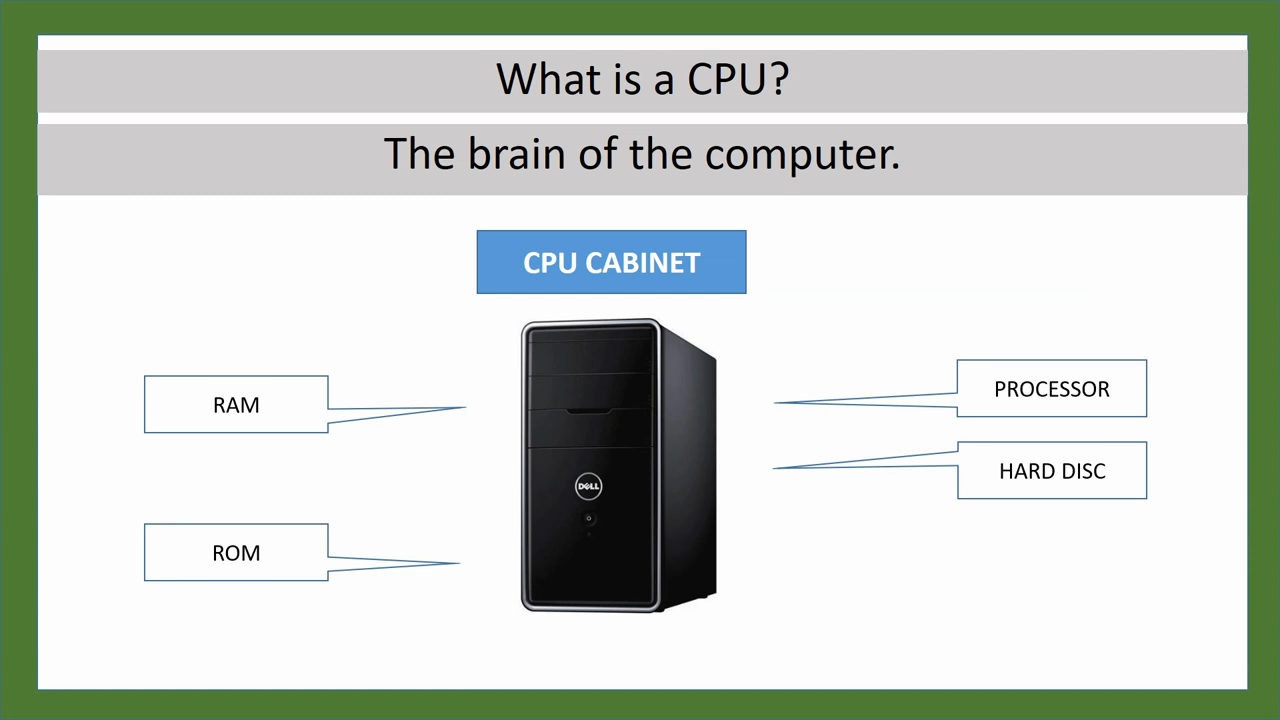 What is a CPU?
The brain of the computer.
CPU CABINET
RAM
PROCESSOR
HARD DISC
DELL
ROM